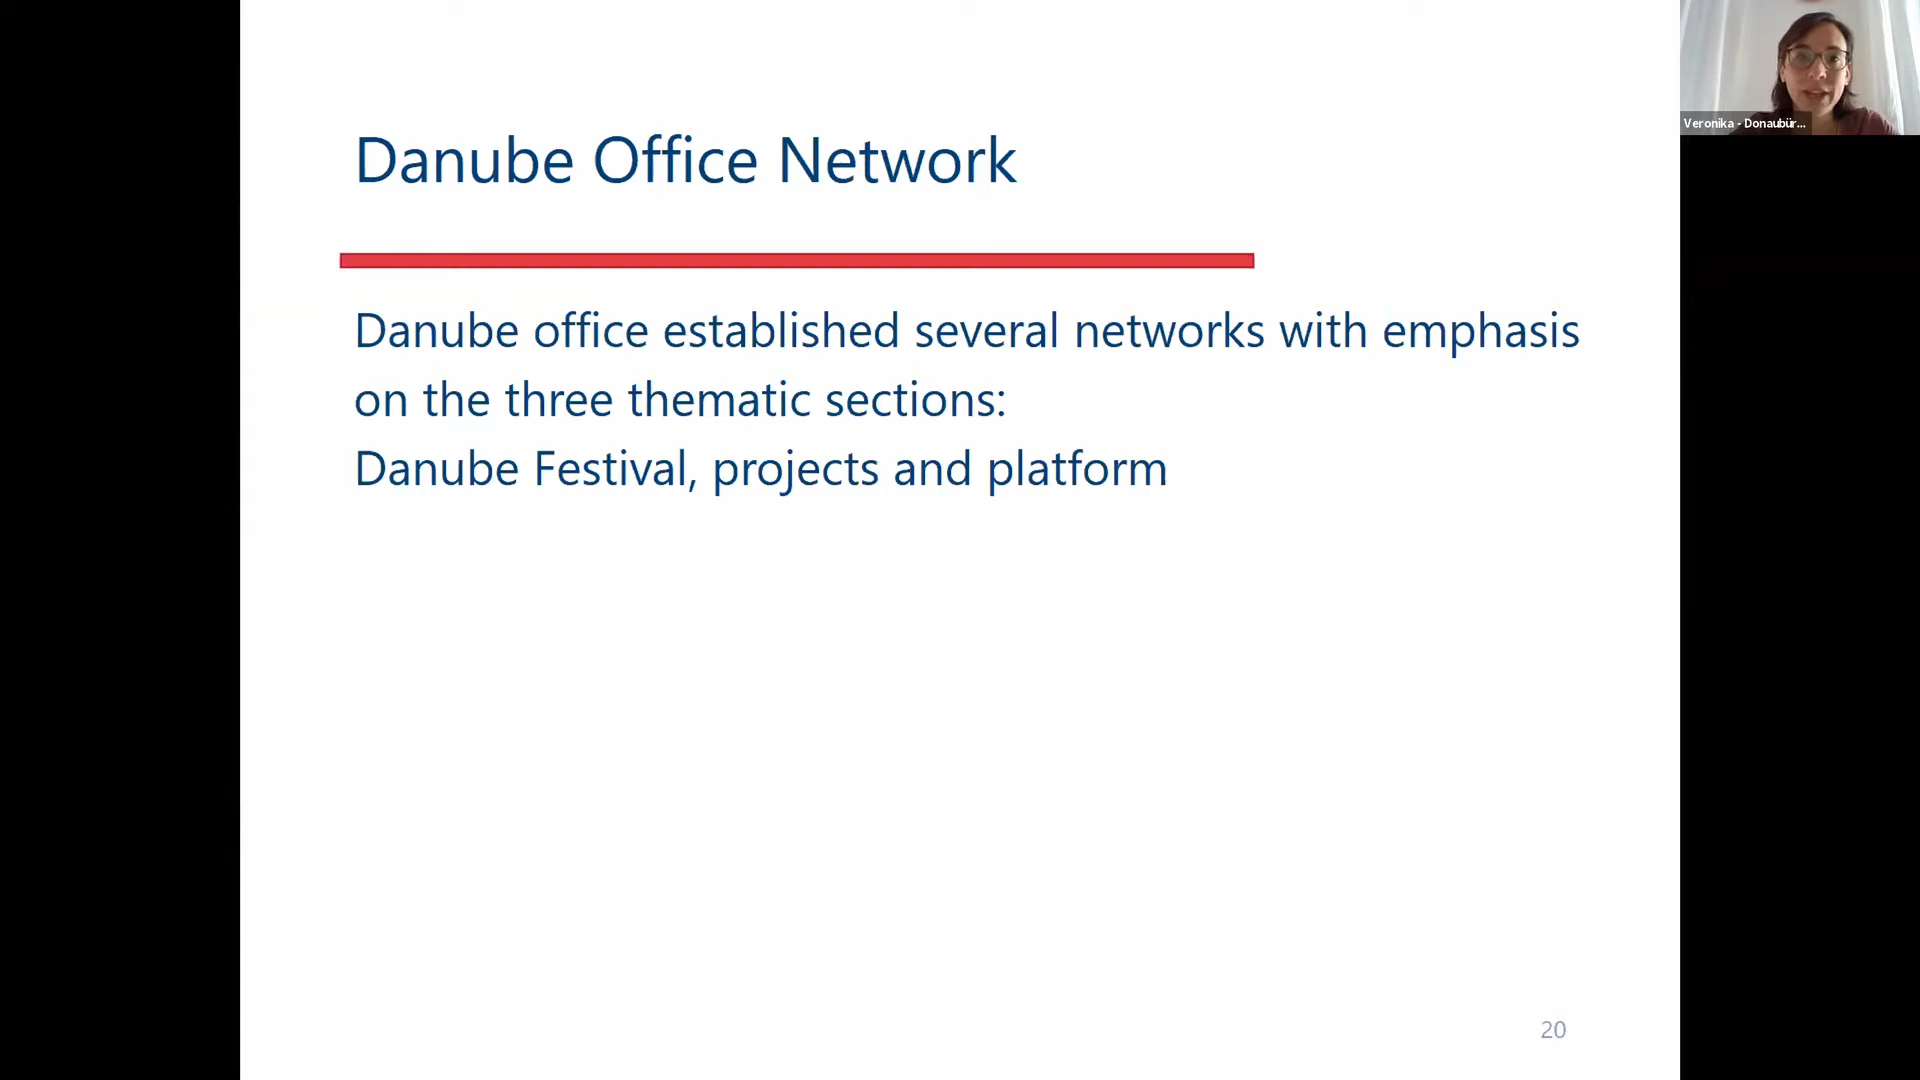 Danube Office Network
Danube office established several networks with emphasis
on the three thematic sections:
Danube Festival, projects and platform
20
Veronika - Donaubür...